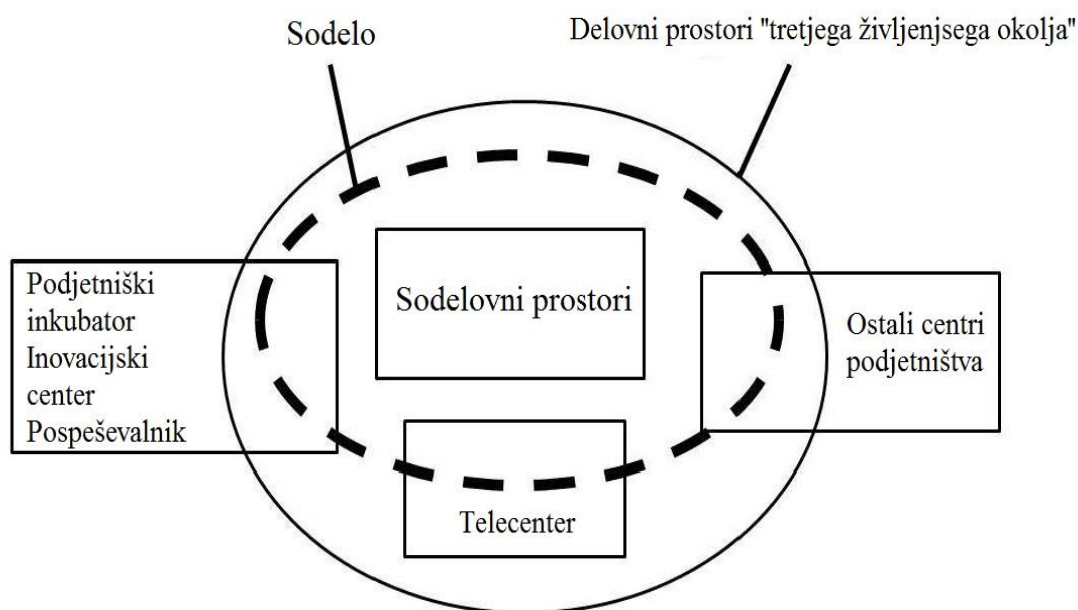 Sodelo
Delovni prostori "tretjega življenjsega okolja"
Podjetniški
inkubator
Inovacijski
center
Pospeševalnik
Sodelovni prostori
Ostali centri
podjetništva
Telecenter